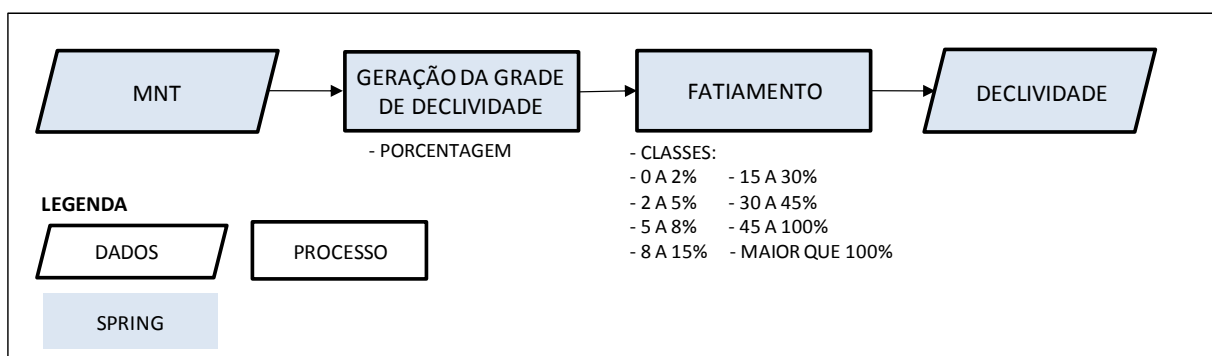 MNT
GERAÇÃO DA GRADE
DE DECLIVIDADE
FATIAMENTO
DECLIVIDADE
- PORCENTAGEM
- CLASSES:
- 0 A 2% - 15 A 30%
- 2 A 5% - 30 A 45%
- 5 A 8% - 45 A 100%
- 8 A 15% - MAIOR QUE 100%
LEGENDA
DADOS
PROCESSO
SPRING